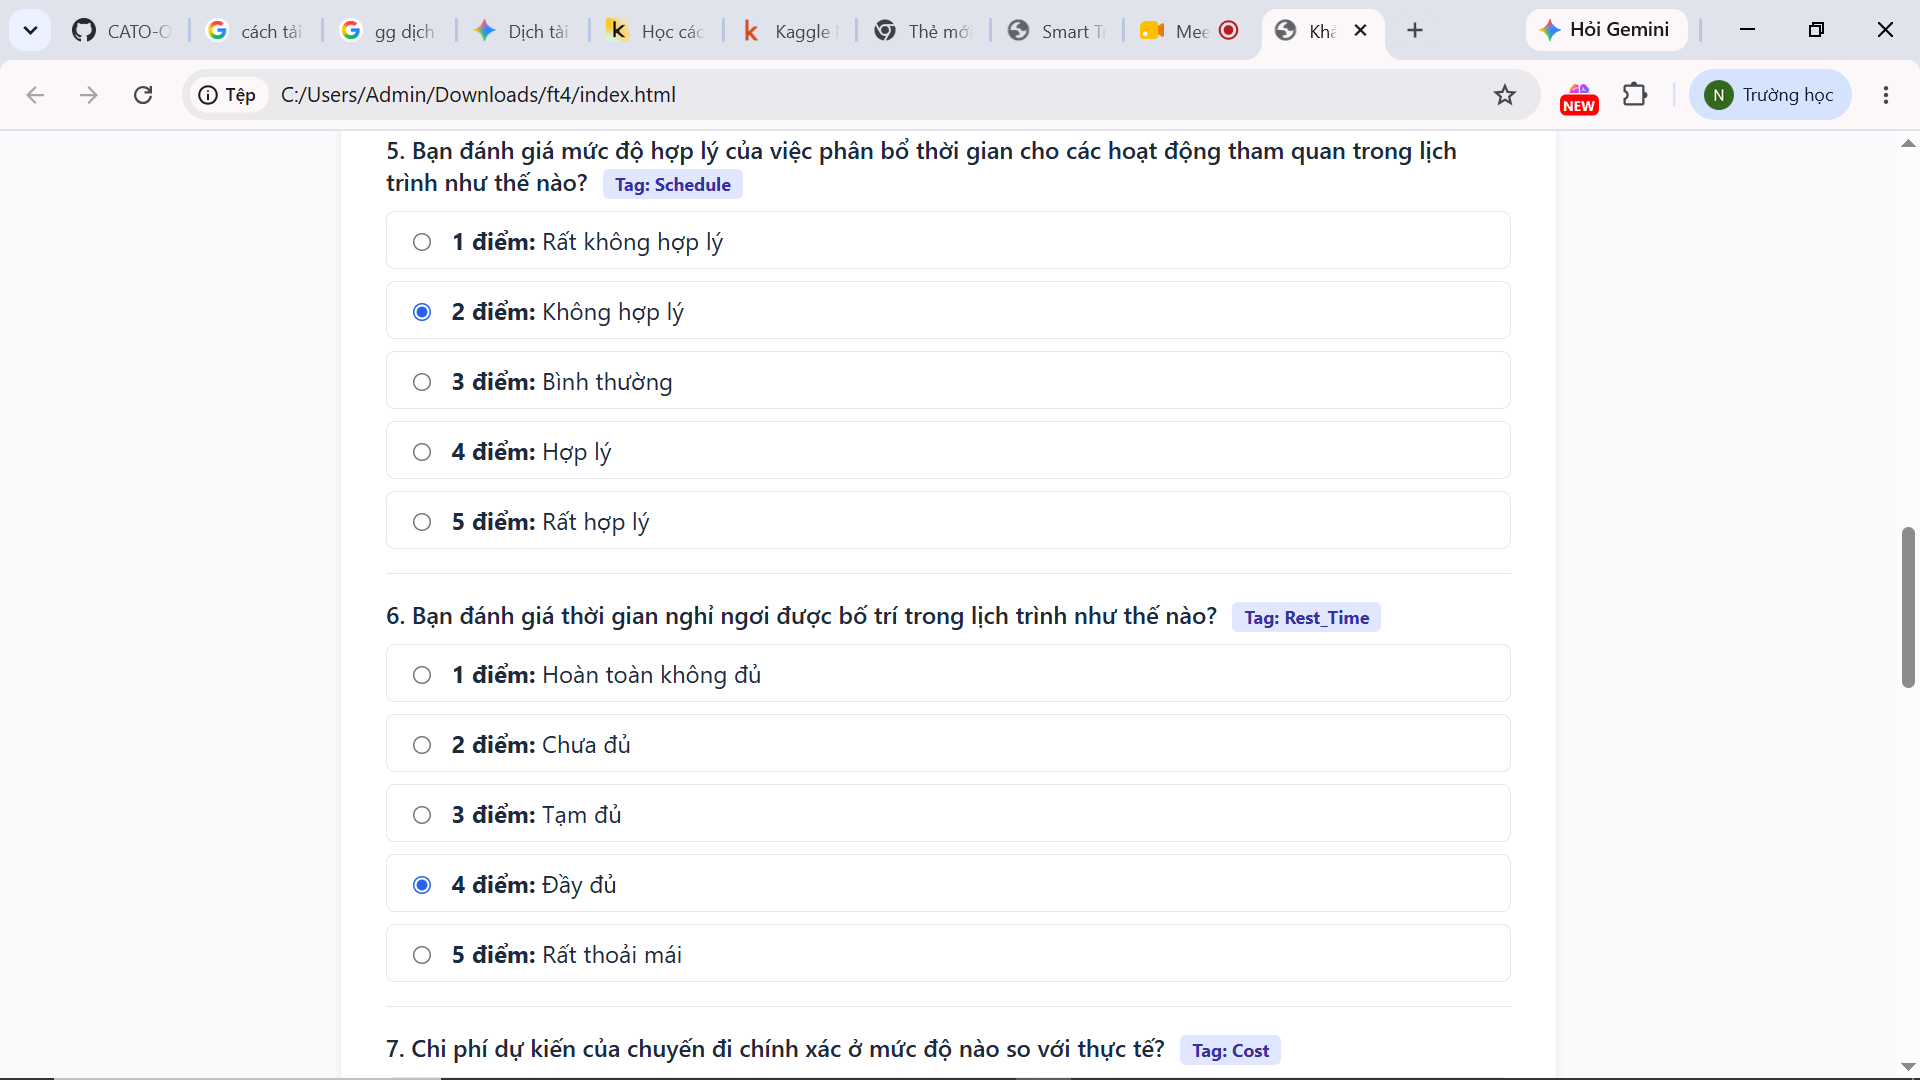 CATO-O
cách tải
gg dịch
Dịch tài
Học các
Kaggle
Thẻ mới
Smart T
Mee
Khả
Hỏi Gemini
Tệp
C:/Users/Admin/Downloads/ft4/index.html
NEW
N
Trường học
5. Bạn đánh giá mức độ hợp lý của việc phân bổ thời gian cho các hoạt động tham quan trong lịch
trình như thế nào? Tag: Schedule
1 điểm: Rất không hợp lý
2 điểm: Không hợp lý
3 điểm: Bình thường
4 điểm: Hợp lý
5 điểm: Rất hợp lý
6. Bạn đánh giá thời gian nghỉ ngơi được bố trí trong lịch trình như thế nào? Tag: Rest_Time
1 điểm: Hoàn toàn không đủ
2 điểm: Chưa đủ
3 điểm: Tạm đủ
4 điểm: Đầy đủ
5 điểm: Rất thoải mái
7. Chi phí dự kiến của chuyến đi chính xác ở mức độ nào so với thực tế? Tag: Cost